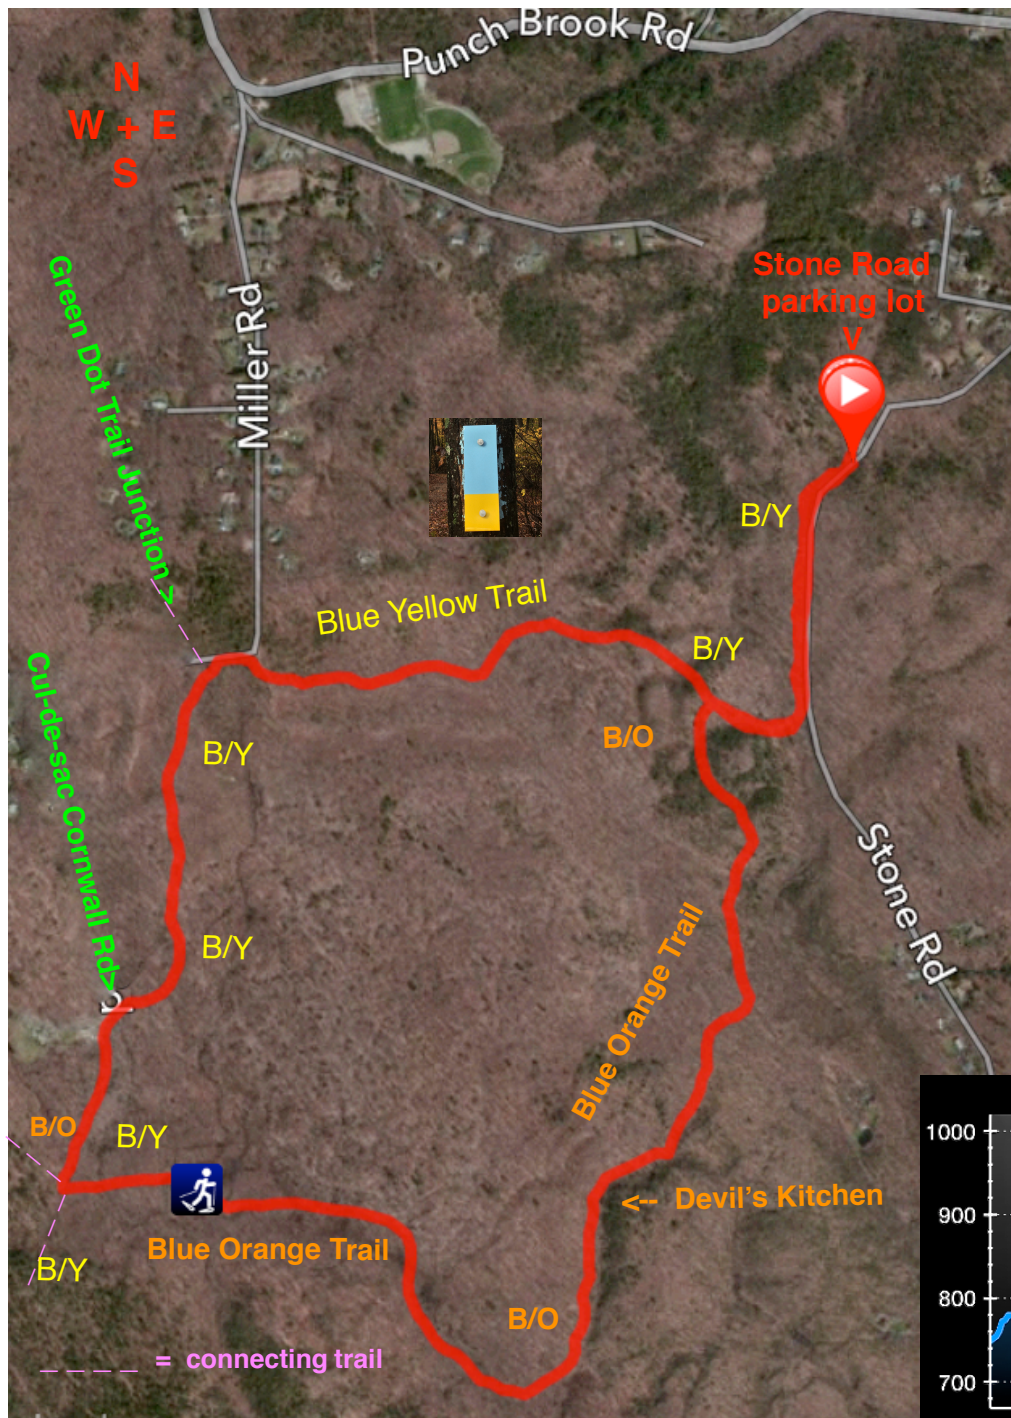 Punch Brook Rd
N
W + E
S
Stone Road
parking lot
V
Green Dot Trail Junction >
Miller Rd
B/Y
Blue Yellow Trail
B/Y
Cul-de-sac Cornwall Rd>
B/O
B/Y
Stone Rd
B/Y
Blue Orange Trail
B/O
B/Y
<-- Devil's Kitchen
Blue Orange Trail
B/Y
B/O
= connecting trail
1000
900
800
700